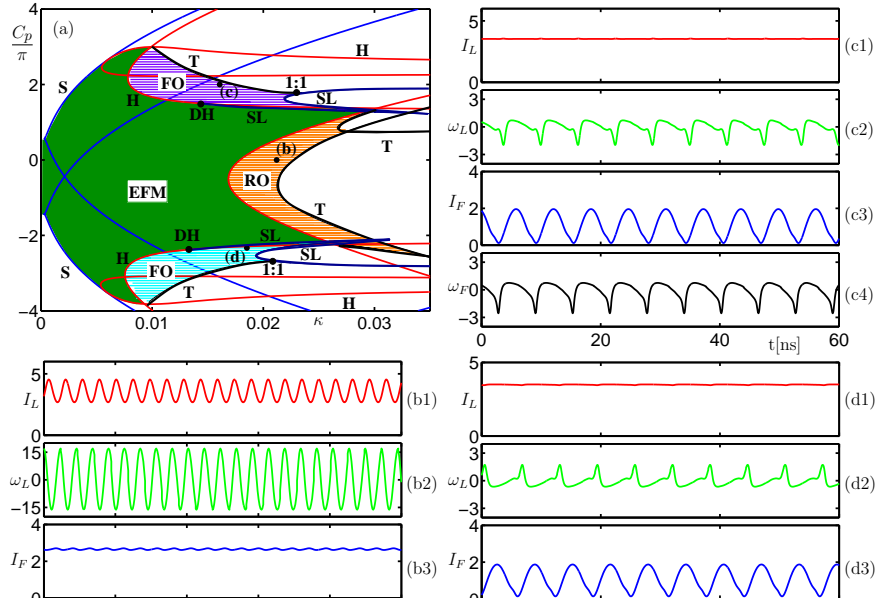 C_p/π
(a)
4
2
0
−2
−4
0
0.01
0.02
0.03
κ
S
T
H
FO
(c)
1:1
SL
H
DH
SL
T
(b)
EFM
RO
T
DH
SL
S
H
FO
(d)
SL
1:1
T
H
5
I_L
0
(c1)
3
ω_L
0
−3
(c2)
4
I_F
2
0
(c3)
3
ω_F
0
−3
(c4)
0
20
40
t[ns]
60
5
I_L
0
(b1)
15
ω_L
0
−15
(b2)
4
I_F
2
0
(b3)
5
I_L
0
(d1)
3
ω_L
0
−3
(d2)
4
I_F
2
0
(d3)